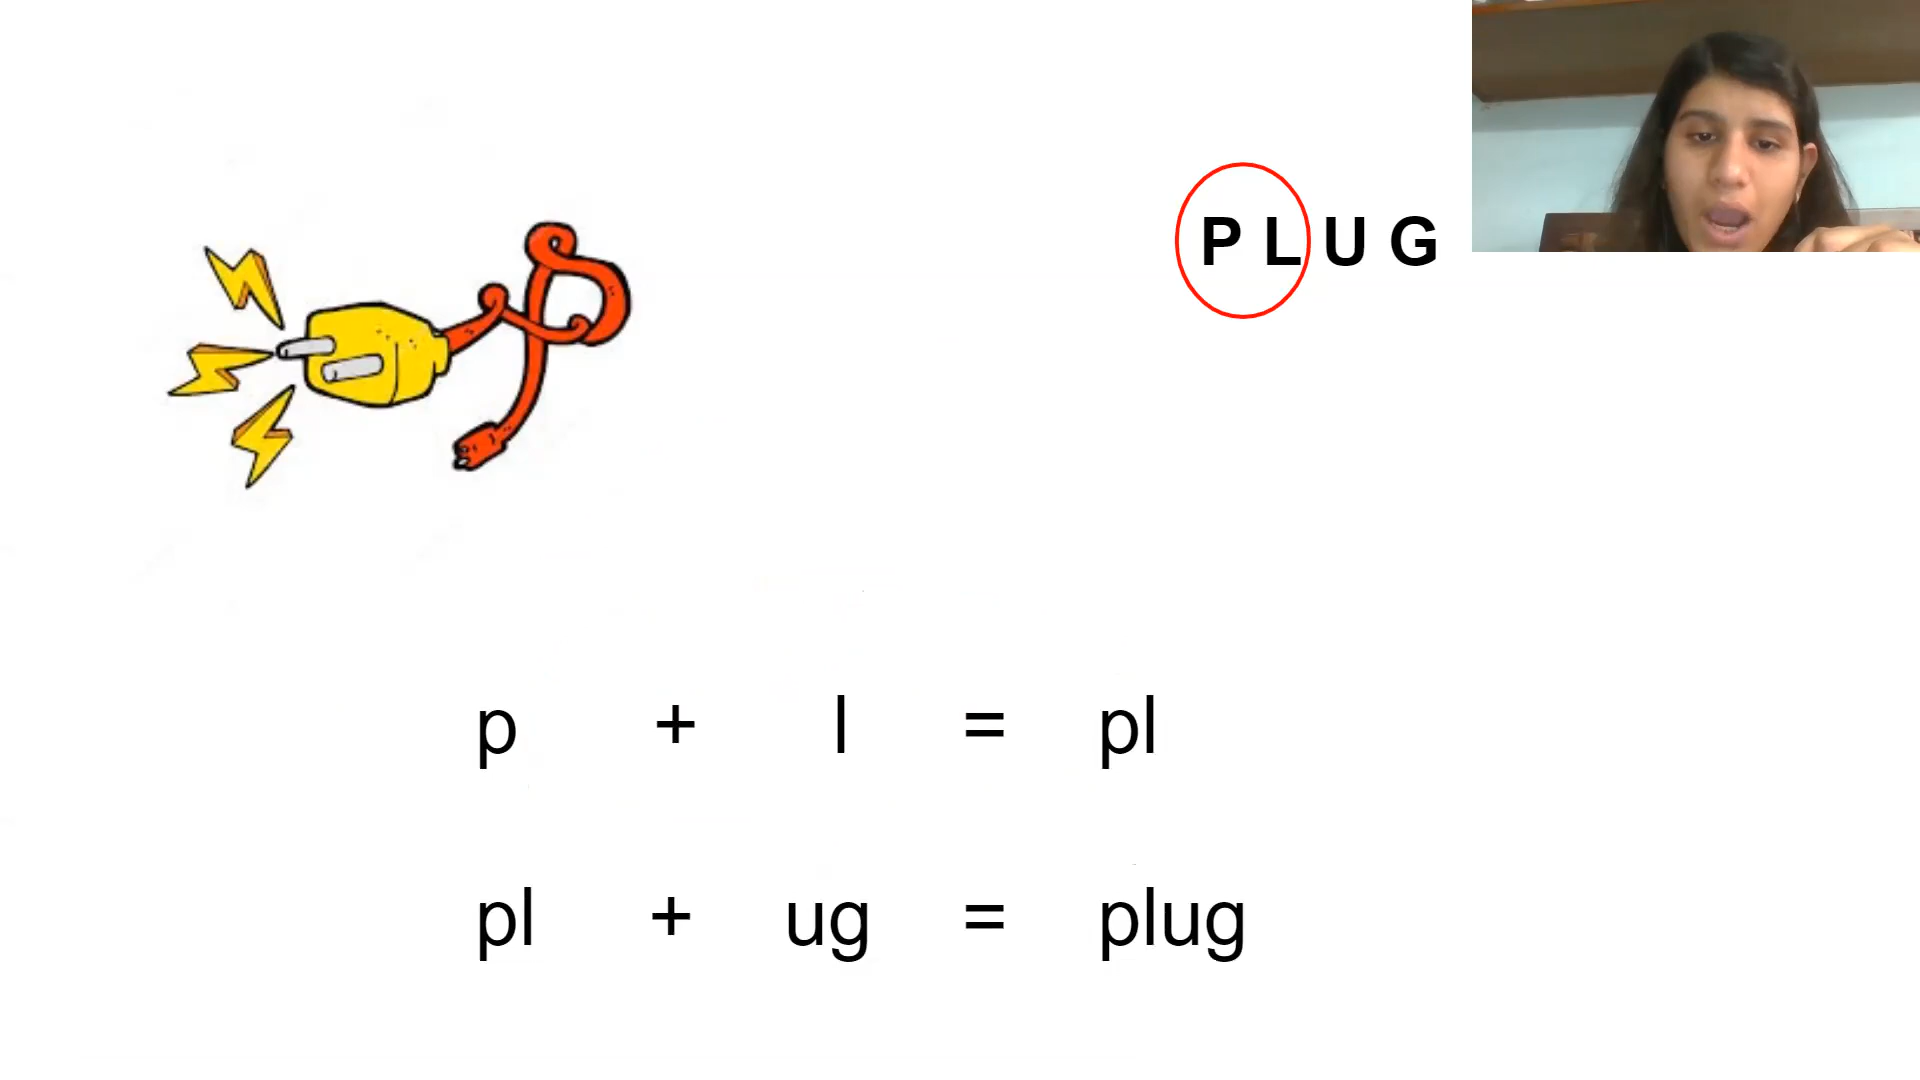 P L U G
p + l = pl
pl + ug = plug